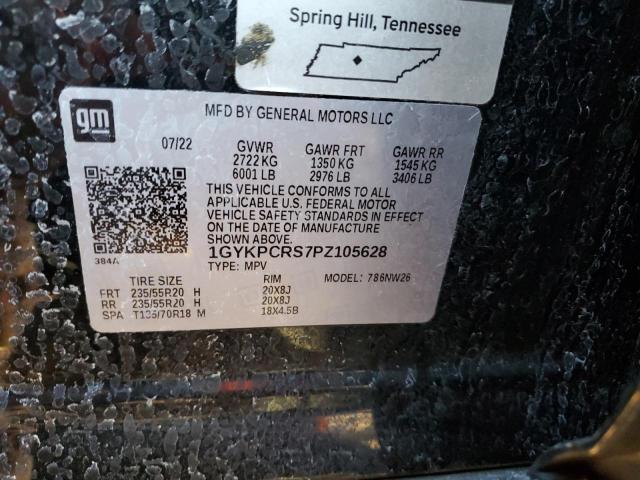 Spring Hill, Tennessee
gm
MFD BY GENERAL MOTORS LLC
07/22 GVWR GAWR FRT GAWR RR
2722 KG 1350 KG 1545 KG
6001 LB 2976 LB 3406 LB
THIS VEHICLE CONFORMS TO ALL
APPLICABLE U.S. FEDERAL MOTOR
VEHICLE SAFETY STANDARDS IN EFFECT
ON THE DATE OF MANUFACTURE
SHOWN ABOVE.
384A 1GYKPCRS7PZ105628
TYPE: MPV MODEL: 786NW26
TIRE SIZE RIM
FRT 235/55R20 H 20X8J
RR 235/55R20 H 20X8J
SPA T135/70R18 M 18X4.5B